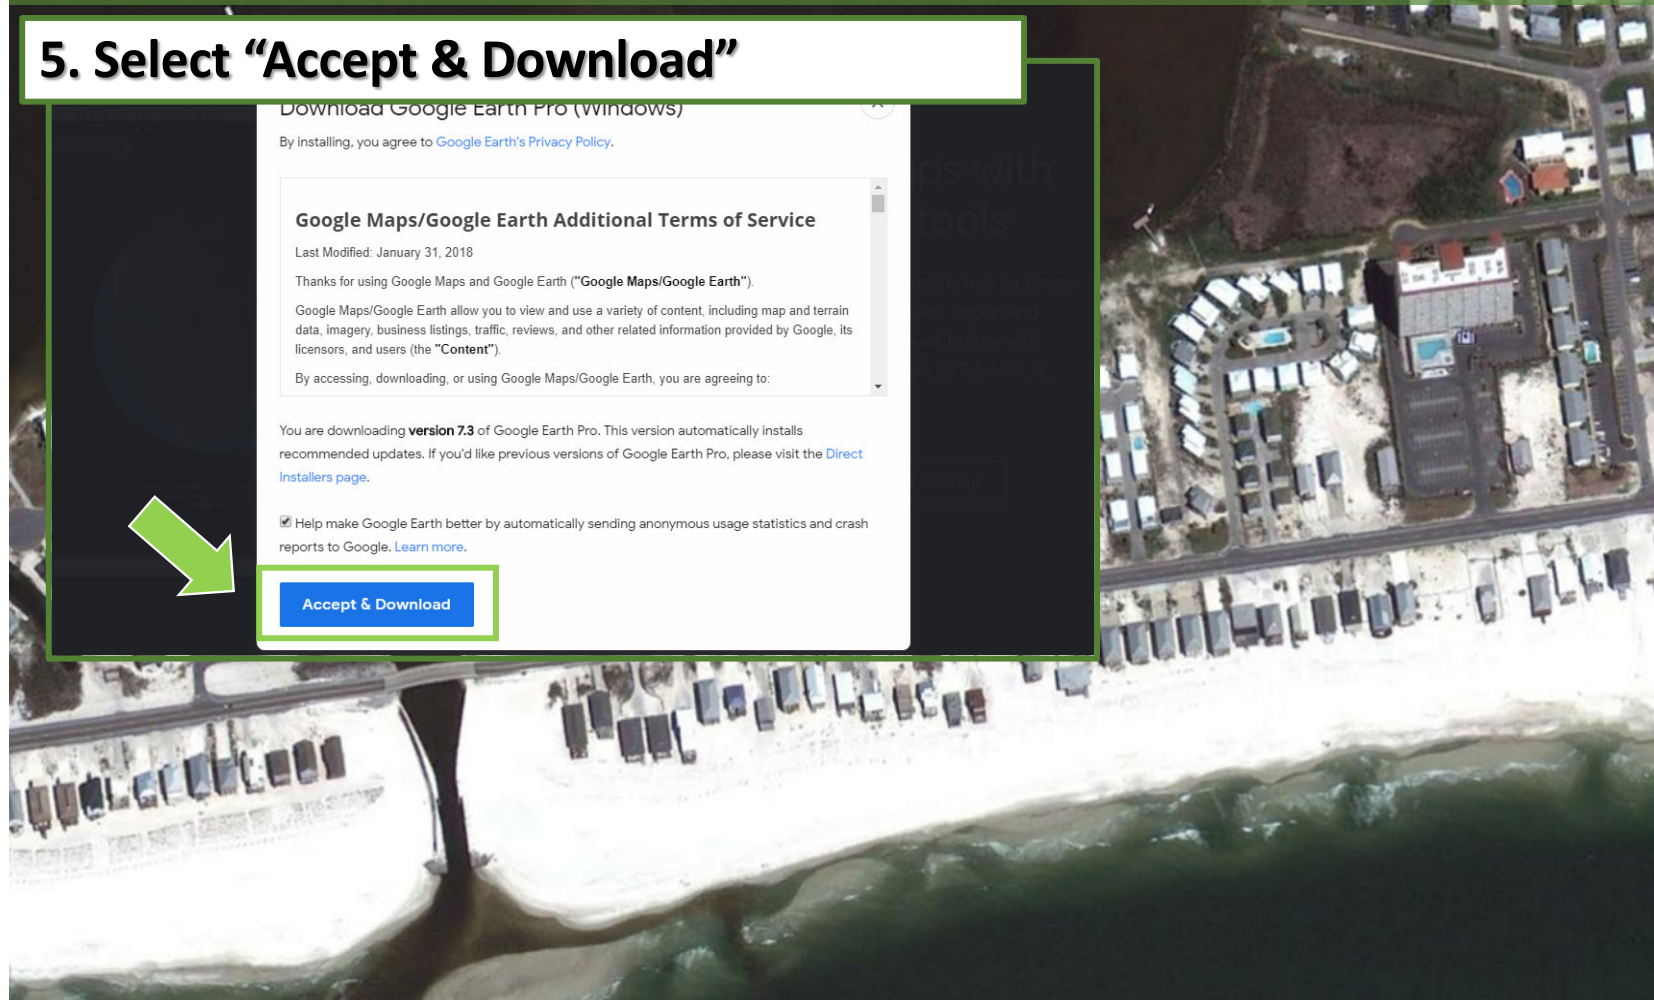 5. Select “Accept & Download”
Download Google Earth Pro (Windows)
By installing, you agree to Google Earth's Privacy Policy.
ps with
tools
Google Maps/Google Earth Additional Terms of Service
Last Modified: January 31, 2018
Thanks for using Google Maps and Google Earth ("Google Maps/Google Earth").
Google Maps/Google Earth allow you to view and use a variety of content, including map and terrain
data, imagery, business listings, traffic, reviews, and other related information provided by Google, its
licensors, and users (the "Content").
By accessing, downloading, or using Google Maps/Google Earth, you are agreeing to:
You are downloading version 7.3 of Google Earth Pro. This version automatically installs
recommended updates. If you'd like previous versions of Google Earth Pro, please visit the Direct
Installers page.
Help make Google Earth better by automatically sending anonymous usage statistics and crash
reports to Google. Learn more.
Accept & Download